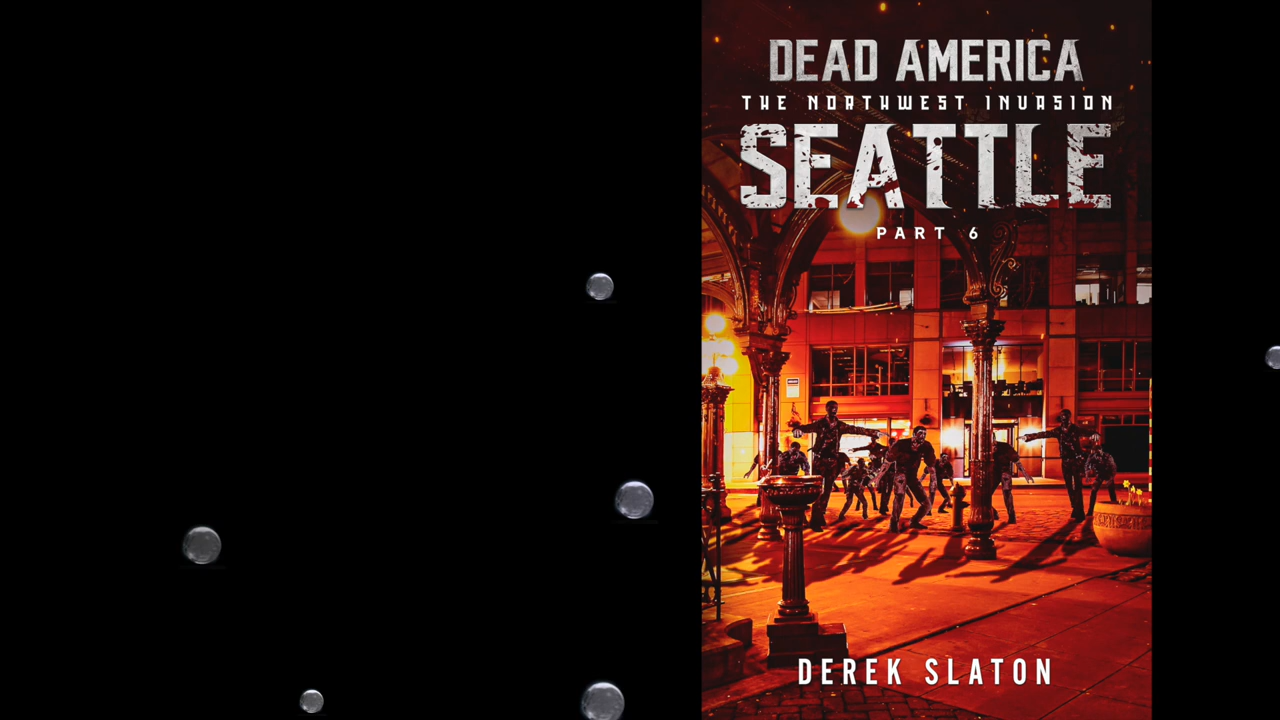 DEAD AMERICA
THE NORTHWEST INVASION
SEATTLE
PART 6
DEREK SLATON